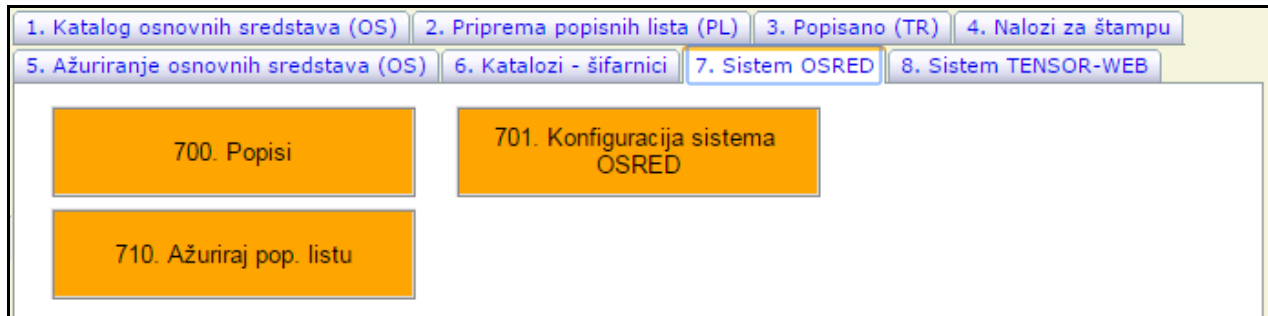 1. Katalog osnovnih sredstava (OS) 2. Priprema popisnih lista (PL) 3. Popisano (TR) 4. Nalozi za štampu
5. Ažuriranje osnovnih sredstava (OS) 6. Katalozi - šifarnici 7. Sistem OSRED 8. Sistem TENSOR-WEB
700. Popisi
701. Konfiguracija sistema
OSRED
710. Ažuriraj pop. listu